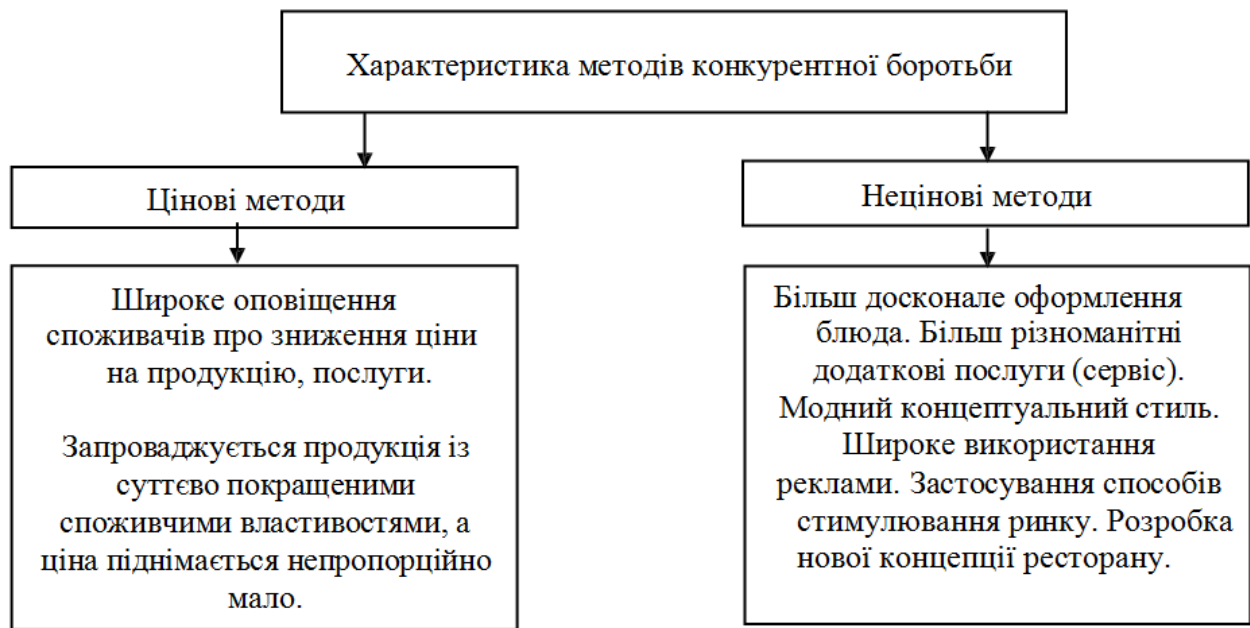 Характеристика методів конкурентної боротьби
Цінові методи
Нецінові методи
Широке оповіщення
споживачів про зниження ціни
на продукцію, послуги.
Запроваджується продукція із
суттєво покращеними
споживчими властивостями, а
ціна піднімається непропорційно
мало.
Більш досконале оформлення
блюда. Більш різноманітні
додаткові послуги (сервіс).
Модний концептуальний стиль.
Широке використання
реклами. Застосування способів
стимулювання ринку. Розробка
нової концепції ресторану.